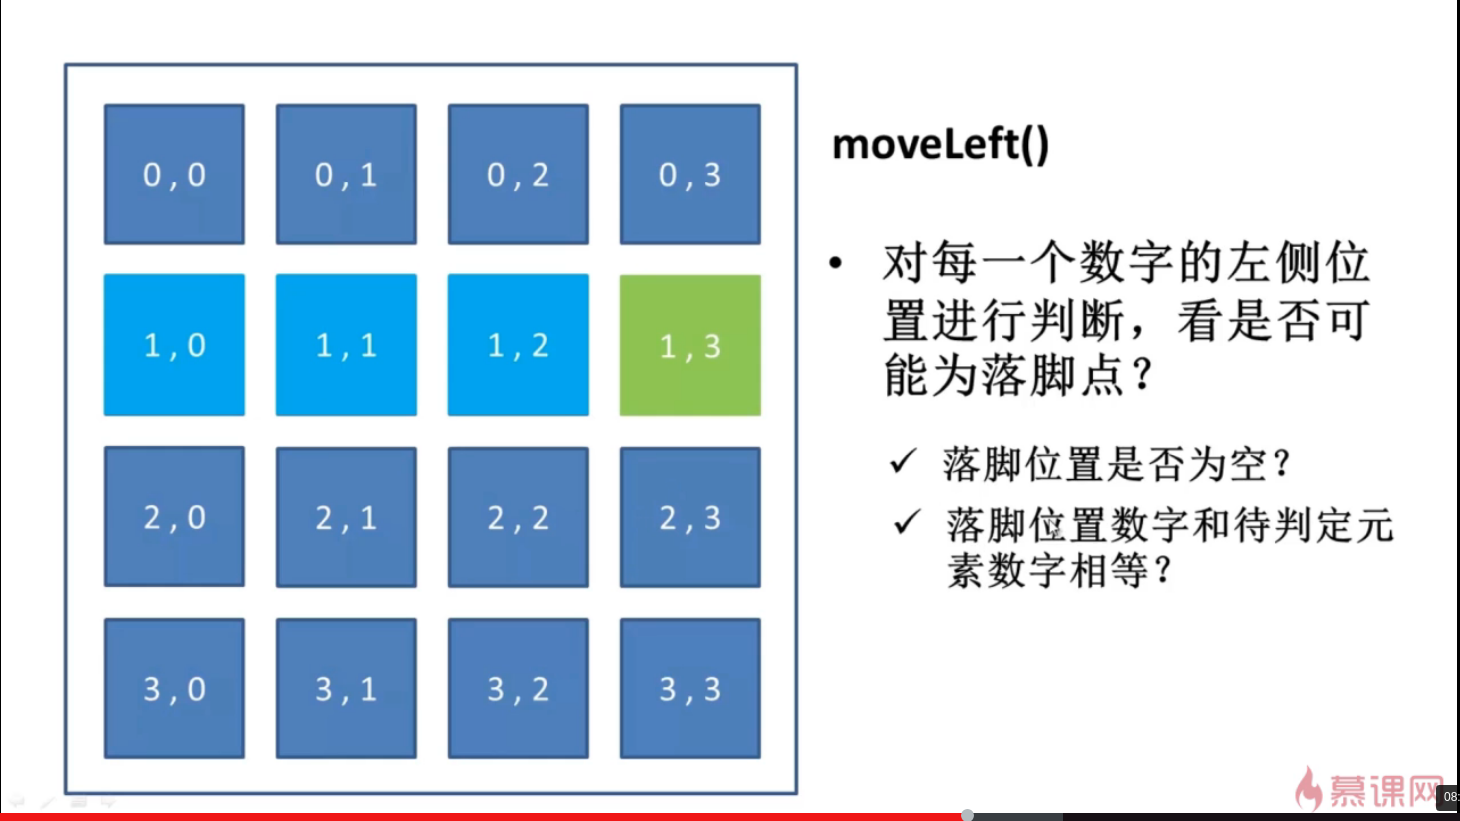 0 , 0
0 , 1
0 , 2
0 , 3
1 , 0
1 , 1
1 , 2
1 , 3
2 , 0
2 , 1
2 , 2
2 , 3
3 , 0
3 , 1
3 , 2
3 , 3
moveLeft()
• 对每一个数字的左侧位
置进行判断，看是否可
能为落脚点？
✓ 落脚位置是否为空？
✓ 落脚位置数字和待判定元
素数字相等？
慕课网
08: